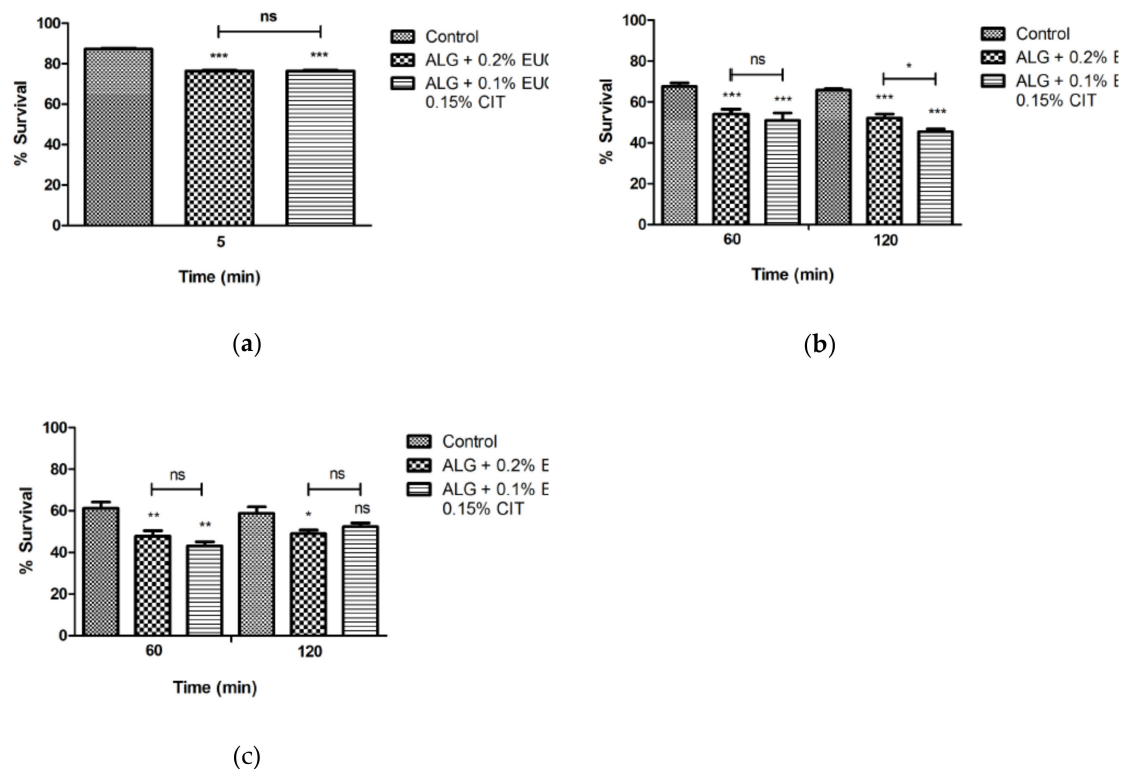 100
80
60
40
20
0
% Survival
ns
***
***
5
Time (min)
Control
ALG + 0.2% EUG
ALG + 0.1% EUG
0.15% CIT
(a)
100
80
60
40
20
0
% Survival
ns
***
***
*
***
***
60
120
Time (min)
Control
ALG + 0.2% E
ALG + 0.1% E
0.15% CIT
(b)
100
80
60
40
20
0
% Survival
ns
**
**
ns
*
ns
60
120
Time (min)
Control
ALG + 0.2% E
ALG + 0.1% E
0.15% CIT
(c)